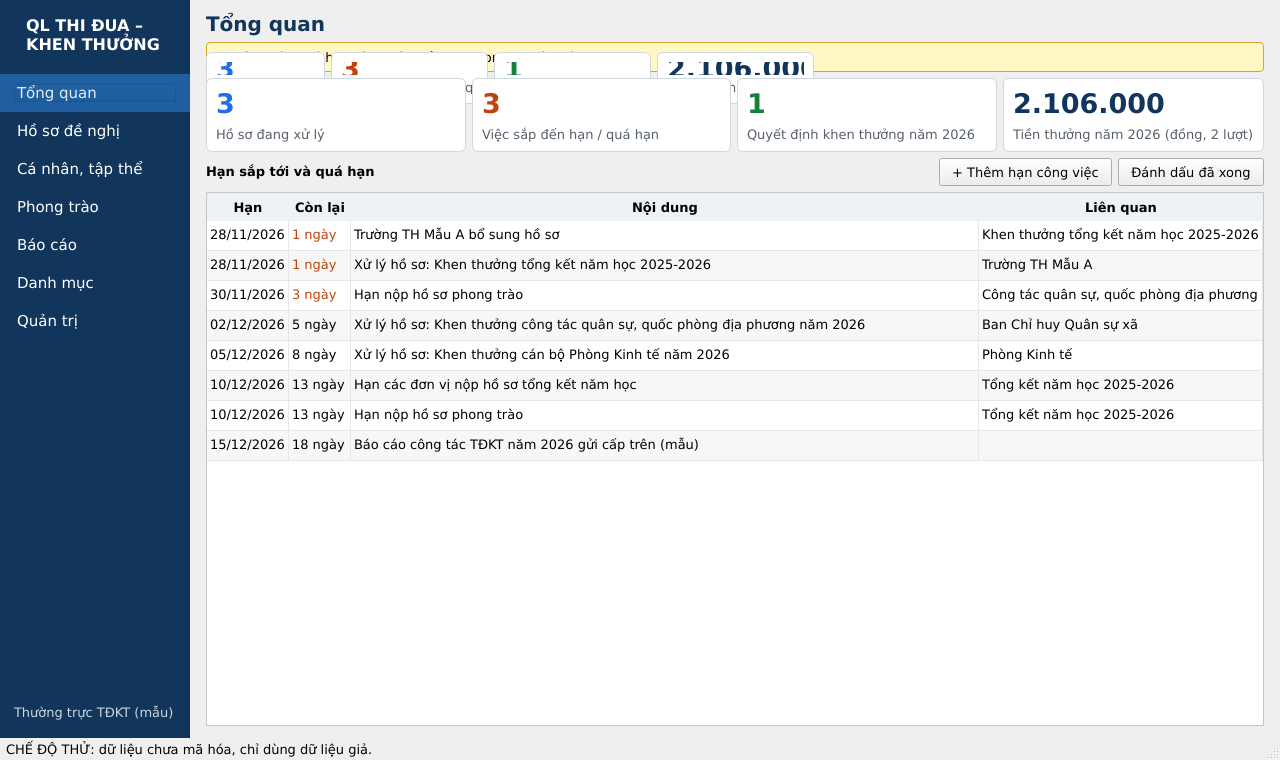 QL THI ĐUA –
KHEN THƯỞNG
Tổng quan
Hồ sơ đề nghị
Cá nhân, tập thể
Phong trào
Báo cáo
Danh mục
Quản trị
Thường trực TĐKT (mẫu)
Tổng quan
3
3
1
2.106.000
3
Hồ sơ đang xử lý
3
Việc sắp đến hạn / quá hạn
1
Quyết định khen thưởng năm 2026
2.106.000
Tiền thưởng năm 2026 (đồng, 2 lượt)
Hạn sắp tới và quá hạn
+ Thêm hạn công việc
Đánh dấu đã xong
Hạn Còn lại Nội dung Liên quan
28/11/2026 1 ngày Trường TH Mẫu A bổ sung hồ sơ Khen thưởng tổng kết năm học 2025-2026
28/11/2026 1 ngày Xử lý hồ sơ: Khen thưởng tổng kết năm học 2025-2026 Trường TH Mẫu A
30/11/2026 3 ngày Hạn nộp hồ sơ phong trào Công tác quân sự, quốc phòng địa phương
02/12/2026 5 ngày Xử lý hồ sơ: Khen thưởng công tác quân sự, quốc phòng địa phương năm 2026 Ban Chỉ huy Quân sự xã
05/12/2026 8 ngày Xử lý hồ sơ: Khen thưởng cán bộ Phòng Kinh tế năm 2026 Phòng Kinh tế
10/12/2026 13 ngày Hạn các đơn vị nộp hồ sơ tổng kết năm học Tổng kết năm học 2025-2026
10/12/2026 13 ngày Hạn nộp hồ sơ phong trào Tổng kết năm học 2025-2026
15/12/2026 18 ngày Báo cáo công tác TĐKT năm 2026 gửi cấp trên (mẫu)
CHẾ ĐỘ THỬ: dữ liệu chưa mã hóa, chỉ dùng dữ liệu giả.